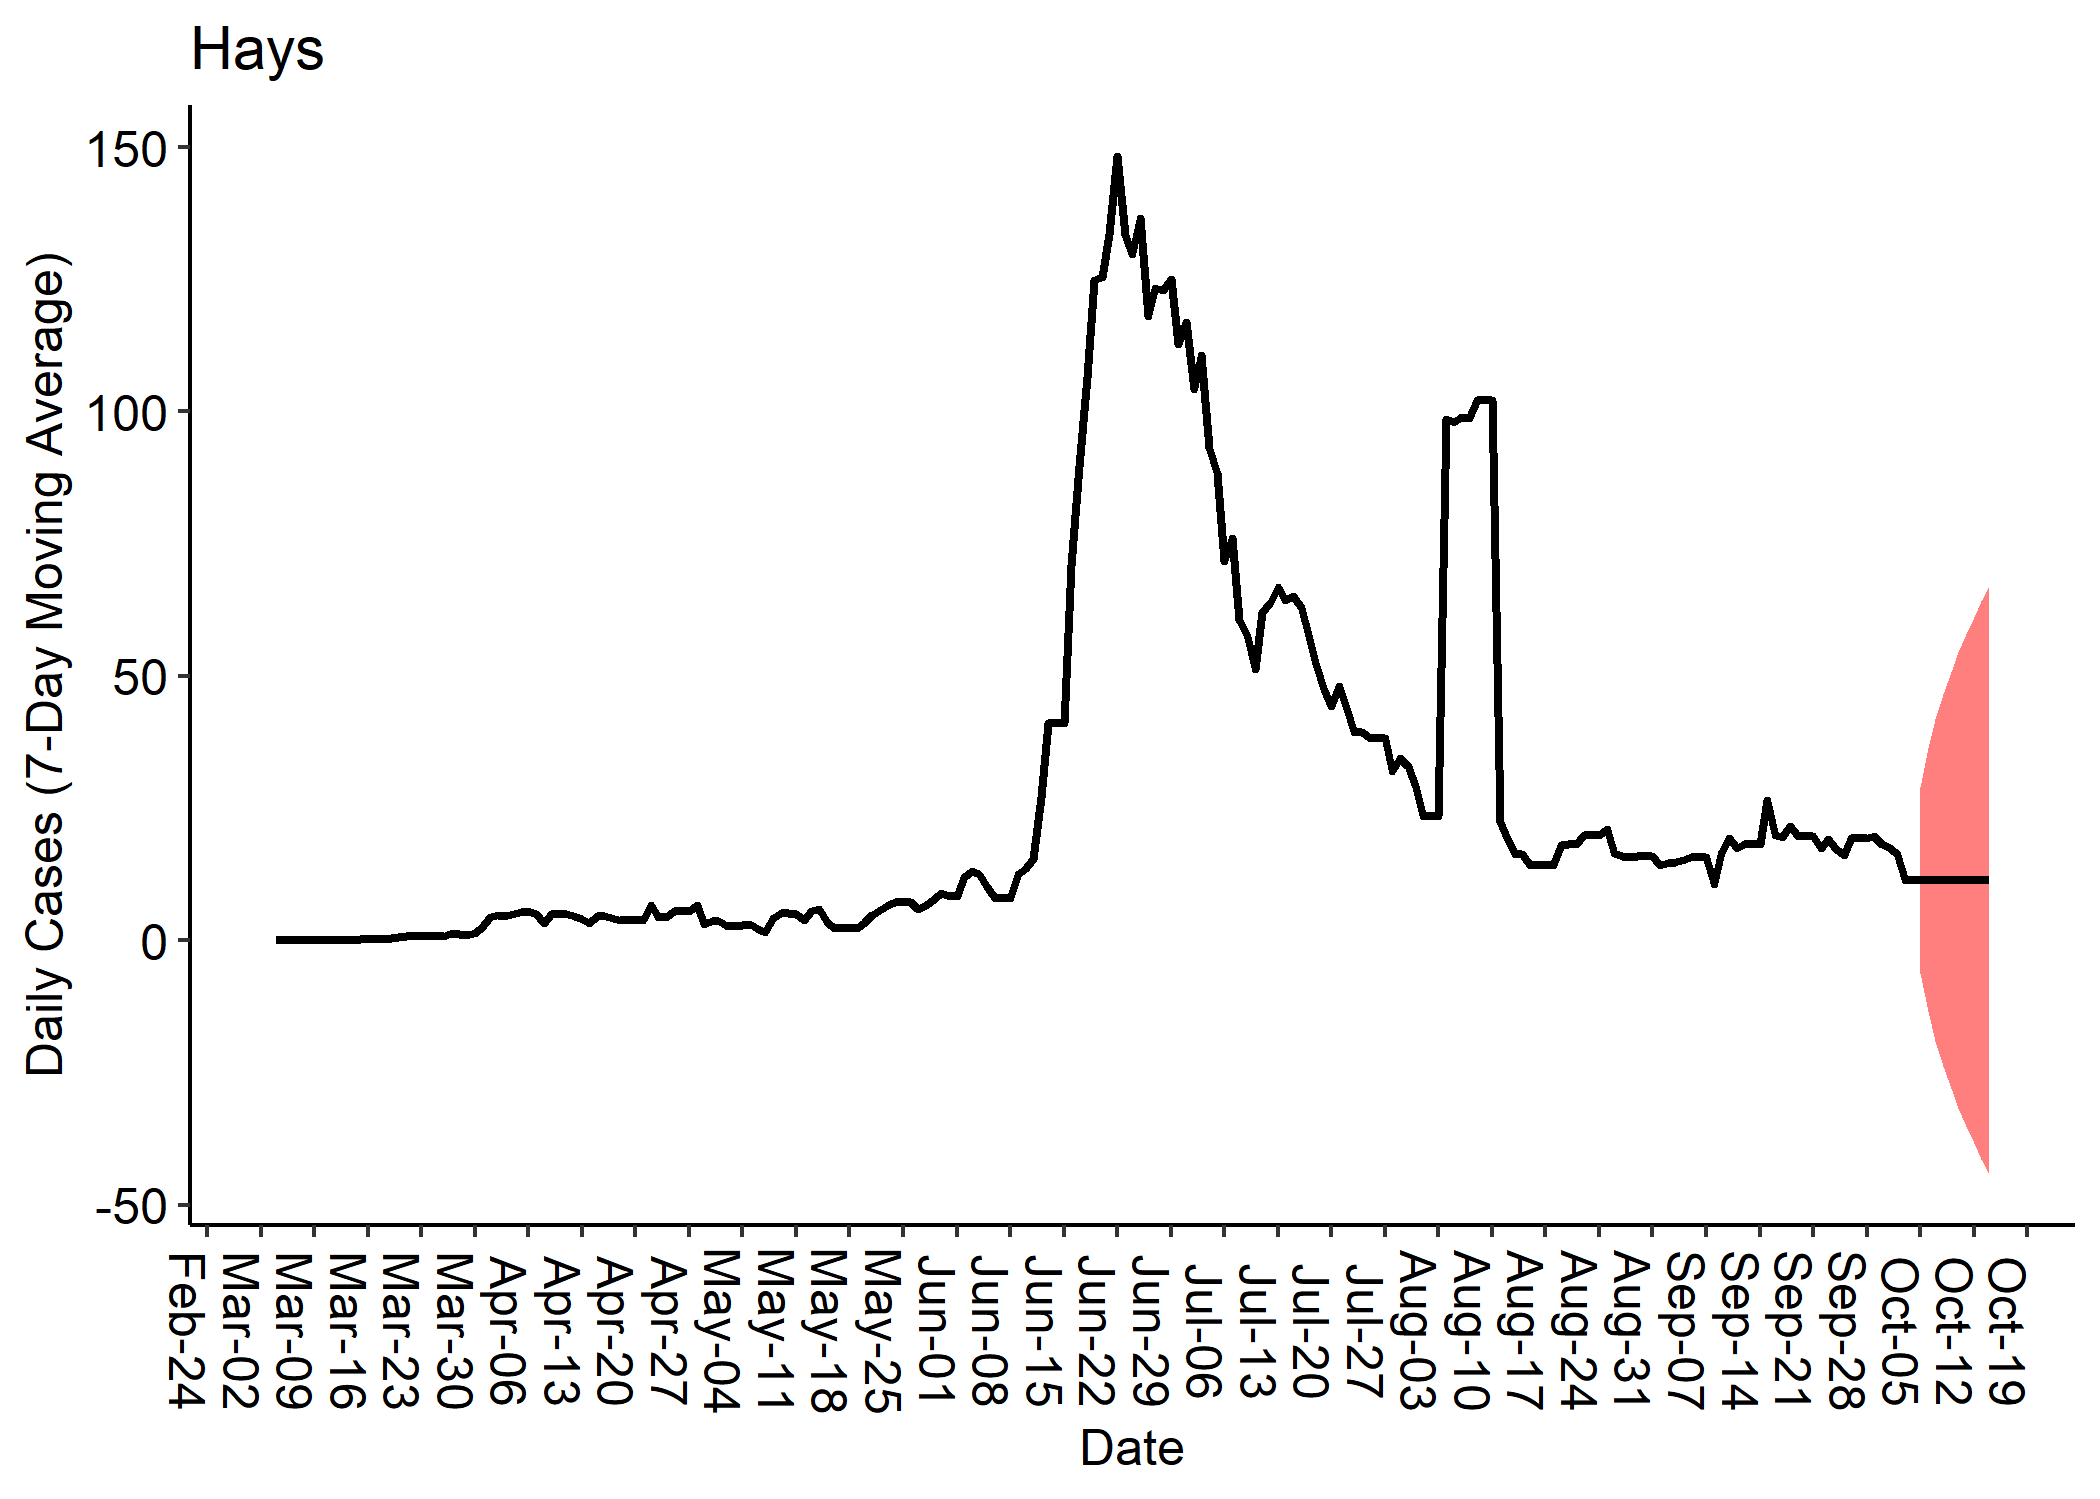 Hays
Daily Cases (7-Day Moving Average)
150
100
50
0
-50
Feb-24
Mar-02
Mar-09
Mar-16
Mar-23
Mar-30
Apr-06
Apr-13
Apr-20
Apr-27
May-04
May-11
May-18
May-25
Jun-01
Jun-08
Jun-15
Jun-22
Jun-29
Jul-06
Jul-13
Jul-20
Jul-27
Aug-03
Aug-10
Aug-17
Aug-24
Aug-31
Sep-07
Sep-14
Sep-21
Sep-28
Oct-05
Oct-12
Oct-19
Date